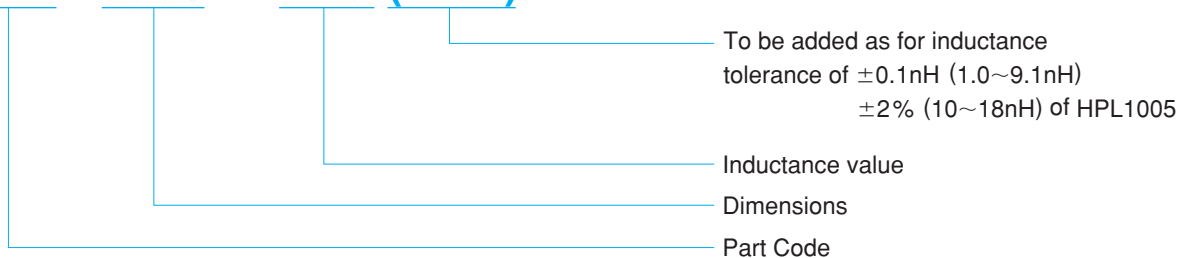 To be added as for inductance
tolerance of ±0.1nH (1.0～9.1nH)
±2% (10～18nH) of HPL1005
Inductance value
Dimensions
Part Code